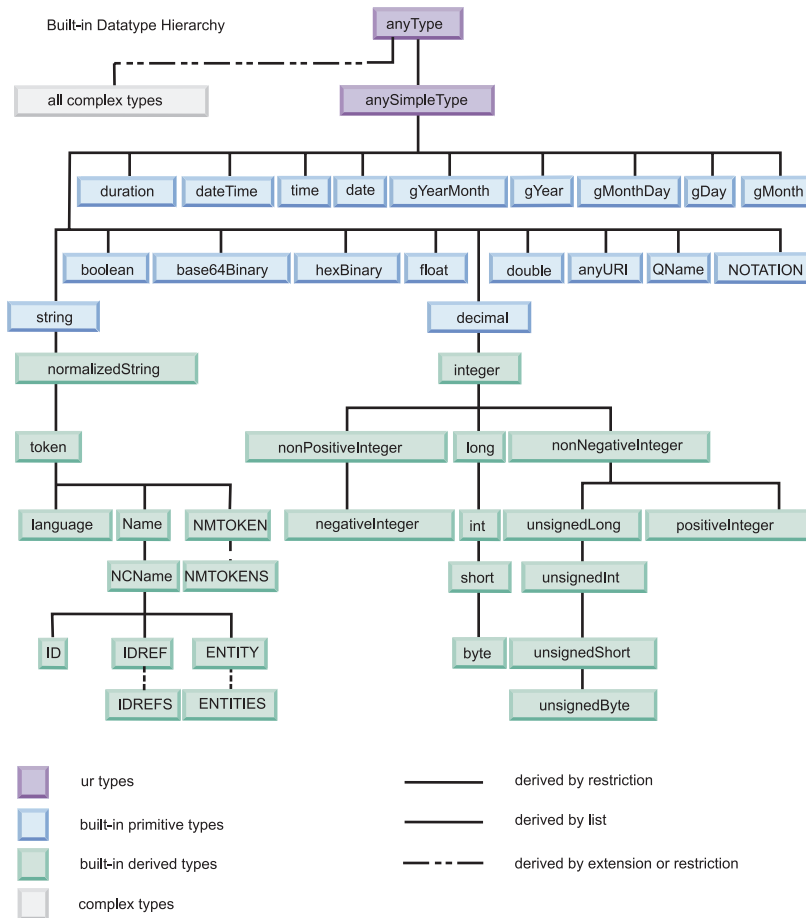 Built-in Datatype Hierarchy
anyType
all complex types
anySimpleType
duration
dateTime
time
date
gYearMonth
gYear
gMonthDay
gDay
gMonth
boolean
base64Binary
hexBinary
float
double
anyURI
QName
NOTATION
string
decimal
normalizedString
integer
token
nonPositiveInteger
long
nonNegativeInteger
language
Name
NMTOKEN
negativeInteger
int
unsignedLong
positiveInteger
NCName
NMTOKENS
short
unsignedInt
ID
IDREF
ENTITY
byte
unsignedShort
IDREFS
ENTITIES
unsignedByte
ur types
derived by restriction
built-in primitive types
derived by list
built-in derived types
derived by extension or restriction
complex types